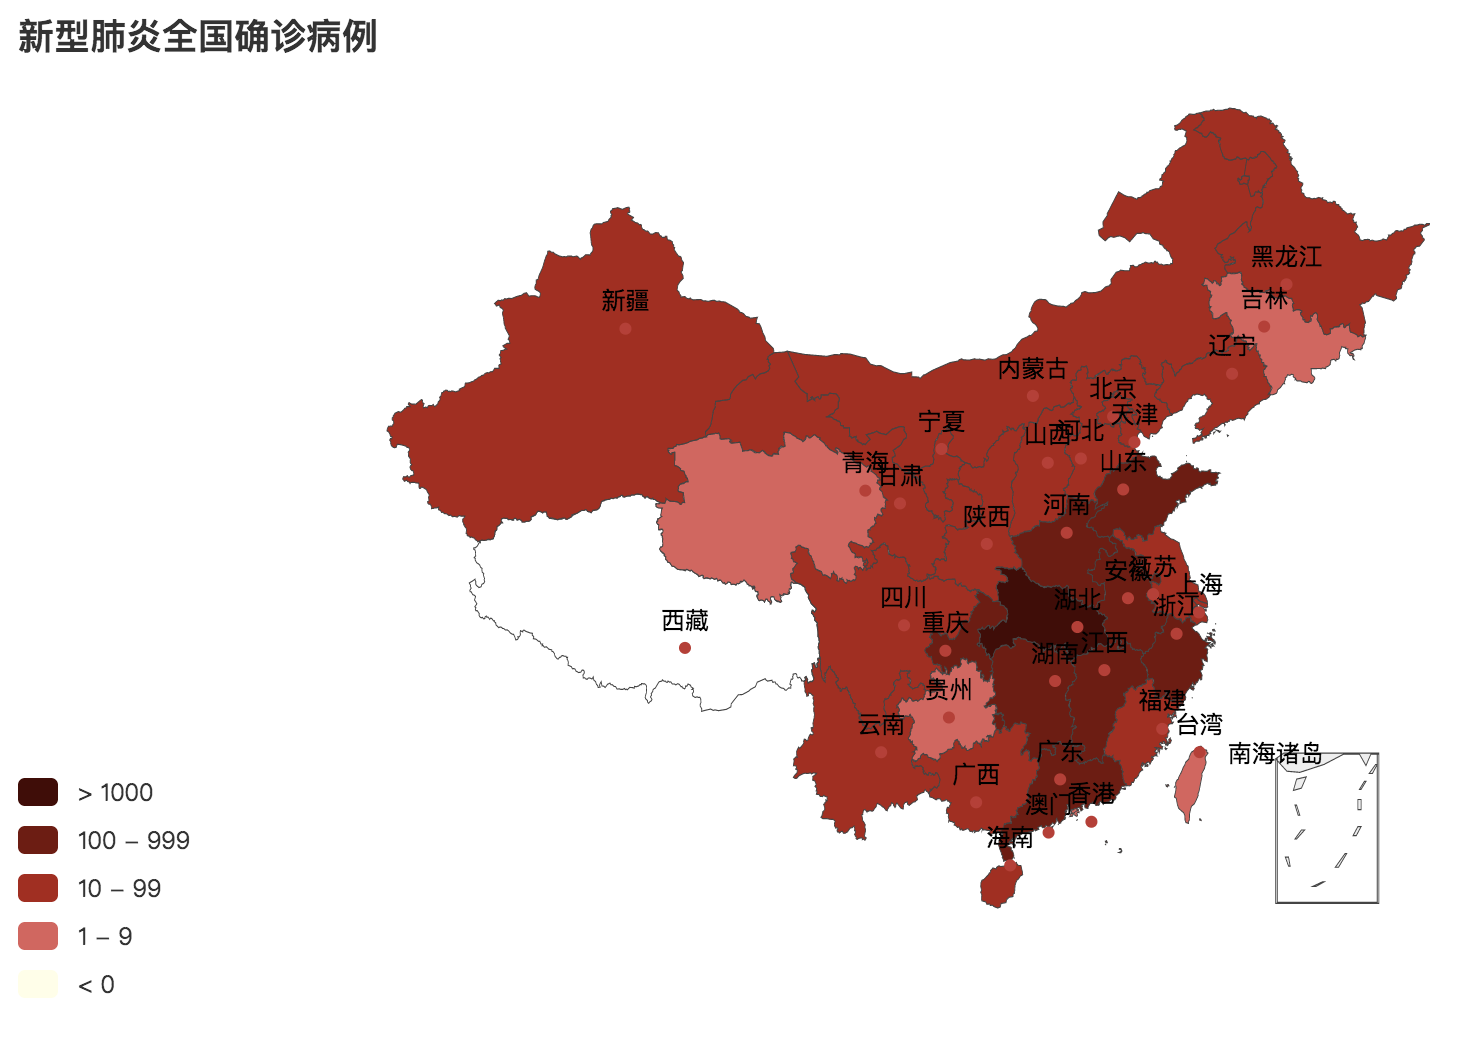 新型肺炎全国确诊病例
黑龙江
吉林
新疆
辽宁
内蒙古
北京
天津
宁夏
山西
河北
青海
甘肃
山东
河南
陕西
安徽
江苏
上海
四川
湖北
浙江
西藏
重庆
湖南
江西
贵州
福建
云南
台湾
广东
南海诸岛
广西
澳门
香港
海南
> 1000
100 – 999
10 – 99
1 – 9
< 0